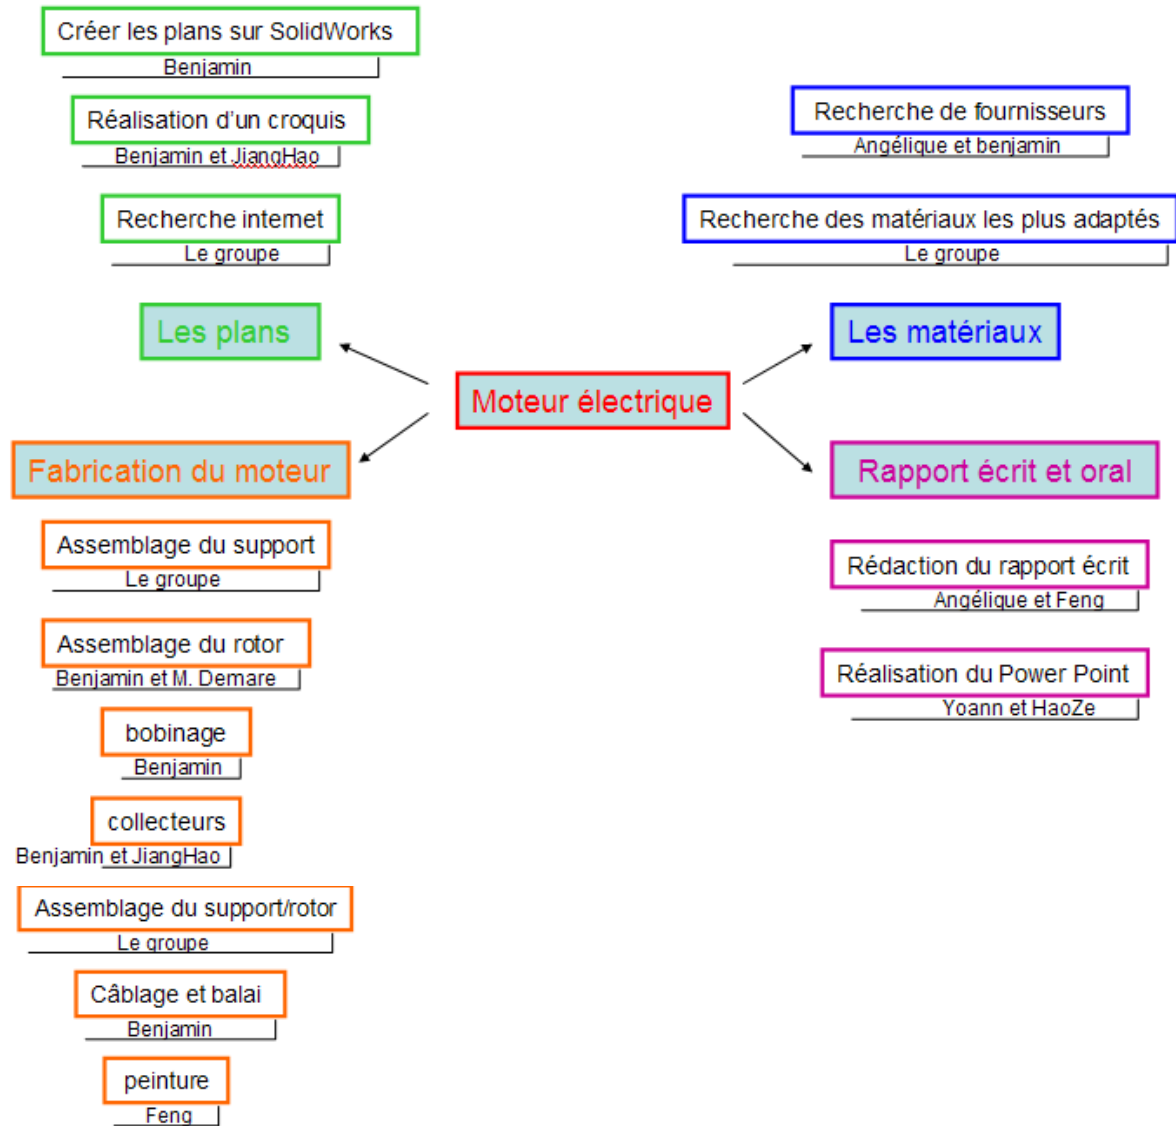 Créer les plans sur SolidWorks
Benjamin
Réalisation d'un croquis
Benjamin et JiangHao
Recherche internet
Le groupe
Les plans
Recherche de fournisseurs
Angélique et benjamin
Recherche des matériaux les plus adaptés
Le groupe
Les matériaux
Moteur électrique
Fabrication du moteur
Assemblage du support
Le groupe
Assemblage du rotor
Benjamin et M. Demare
bobinage
Benjamin
collecteurs
Benjamin et JiangHao
Assemblage du support/rotor
Le groupe
Câblage et balai
Benjamin
peinture
Feng
Rapport écrit et oral
Rédaction du rapport écrit
Angélique et Feng
Réalisation du Power Point
Yoann et HaoZe